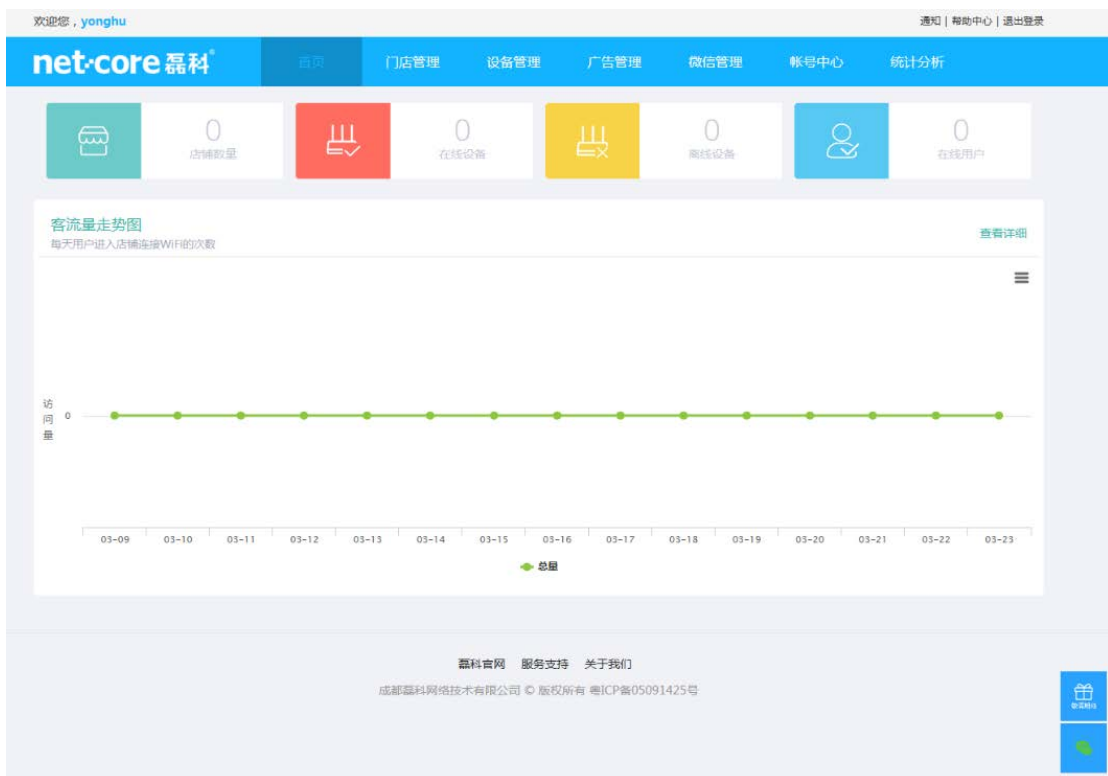 欢迎您，yonghu
通知 | 帮助中心 | 退出登录
net·core 磊科 首页 门店管理 设备管理 广告管理 微信管理 帐号中心 统计分析
0 0 0 0
店铺数量 在线设备 离线设备 在线用户
客流量走势图
每天用户进入店铺连接WiFi的次数
查看详细
访问量
0
03-09 03-10 03-11 03-12 03-13 03-14 03-15 03-16 03-17 03-18 03-19 03-20 03-21 03-22 03-23
总量
磊科官网 服务支持 关于我们
成都磊科网络技术有限公司 © 版权所有 粤ICP备05091425号